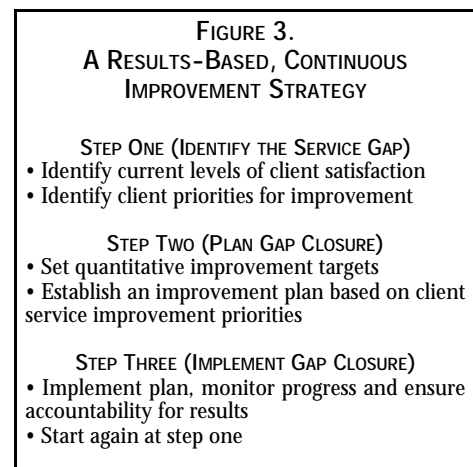 FIGURE 3.
A RESULTS-BASED, CONTINUOUS
IMPROVEMENT STRATEGY
STEP ONE (IDENTIFY THE SERVICE GAP)
• Identify current levels of client satisfaction
• Identify client priorities for improvement
STEP TWO (PLAN GAP CLOSURE)
• Set quantitative improvement targets
• Establish an improvement plan based on client
service improvement priorities
STEP THREE (IMPLEMENT GAP CLOSURE)
• Implement plan, monitor progress and ensure
accountability for results
• Start again at step one